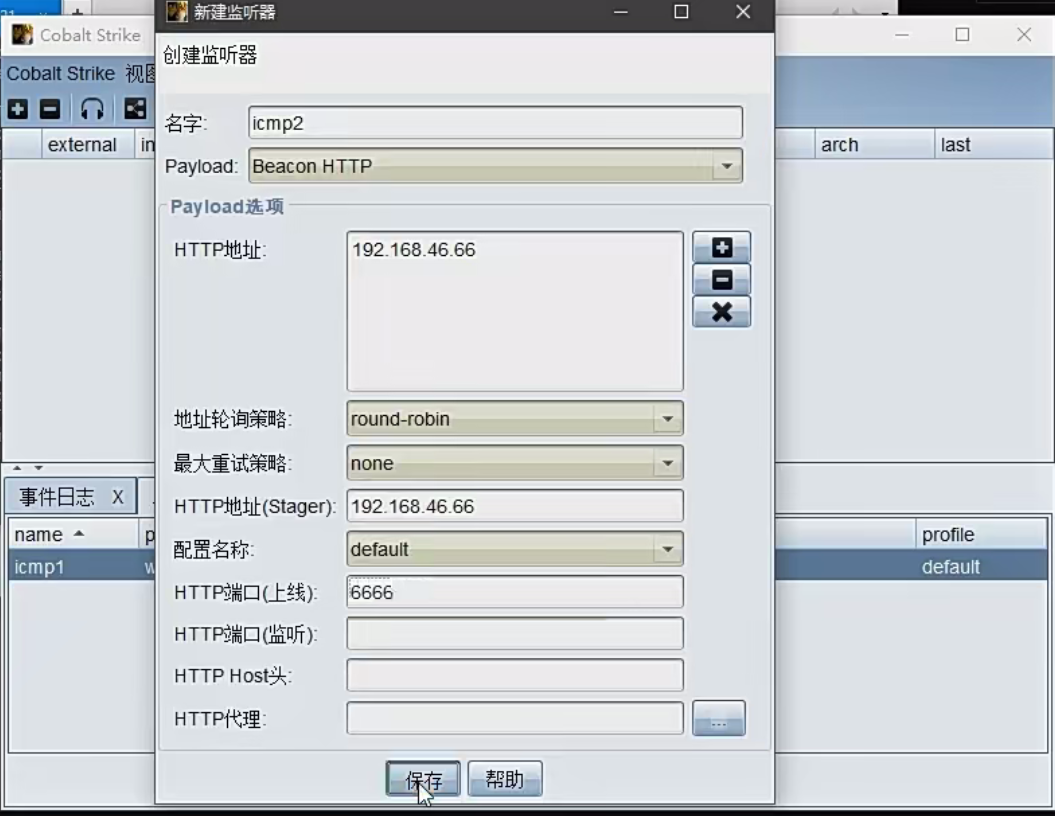 新建监听器
Cobalt Strike
创建监听器
Cobalt Strike 视图
名字: icmp2
external
arch last
Payload: Beacon HTTP
Payload选项
HTTP地址: 192.168.46.66
地址轮询策略: round-robin
最大重试策略: none
事件日志 X
HTTP地址(Stager): 192.168.46.66
name
profile
配置名称: default
icmp1
default
HTTP端口(上线): 6666
HTTP端口(监听):
HTTP Host头:
HTTP代理:
...
保存 帮助